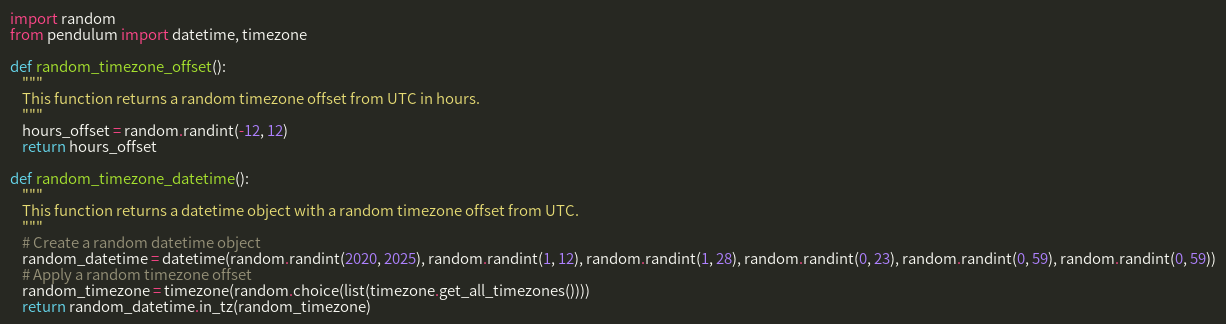 import random
from pendulum import datetime, timezone
def random_timezone_offset():
"""
This function returns a random timezone offset from UTC in hours.
"""
hours_offset = random.randint(-12, 12)
return hours_offset
def random_timezone_datetime():
"""
This function returns a datetime object with a random timezone offset from UTC.
"""
# Create a random datetime object
random_datetime = datetime(random.randint(2020, 2025), random.randint(1, 12), random.randint(1, 28), random.randint(0, 23), random.randint(0, 59), random.randint(0, 59))
# Apply a random timezone offset
random_timezone = timezone(random.choice(list(timezone.get_all_timezones())))
return random_datetime.in_tz(random_timezone)